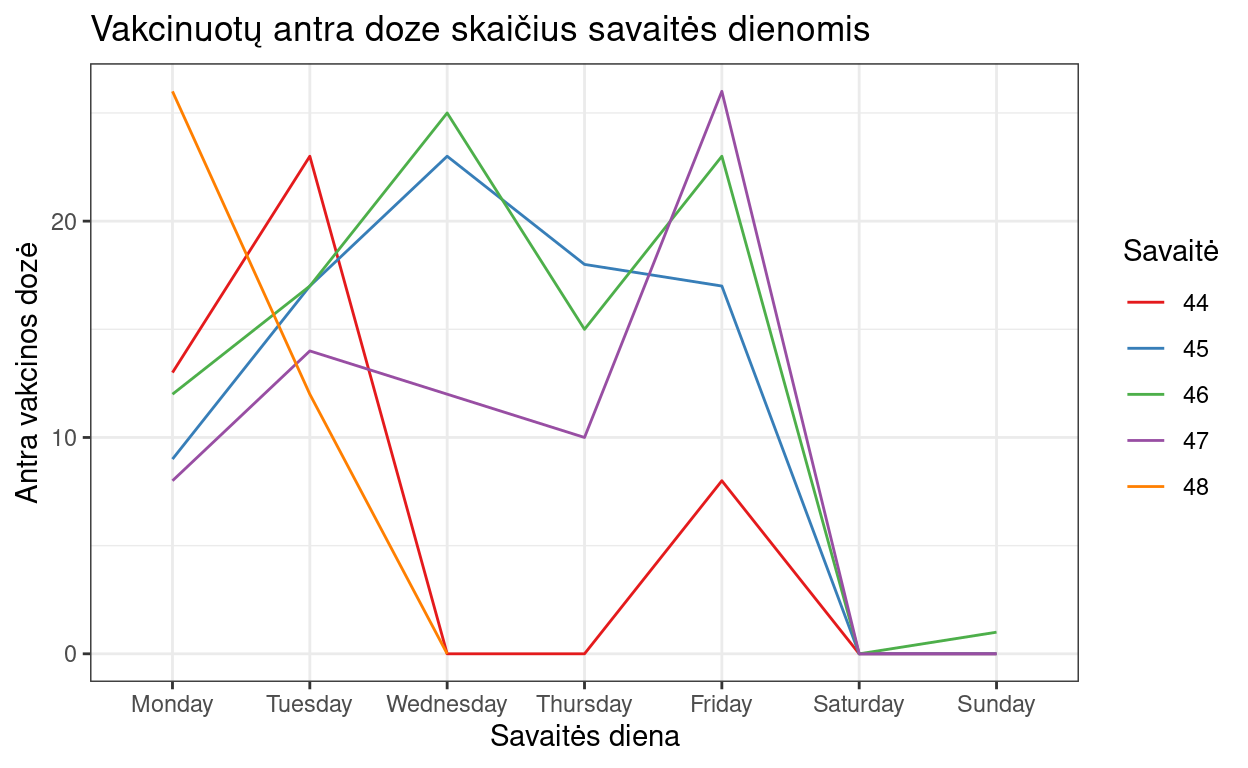 Vakcinuotų antra doze skaičius savaitės dienomis
Antra vakcinos dozė
20
10
0
Monday Tuesday Wednesday Thursday Friday Saturday Sunday
Savaitės diena
Savaitė
44
45
46
47
48